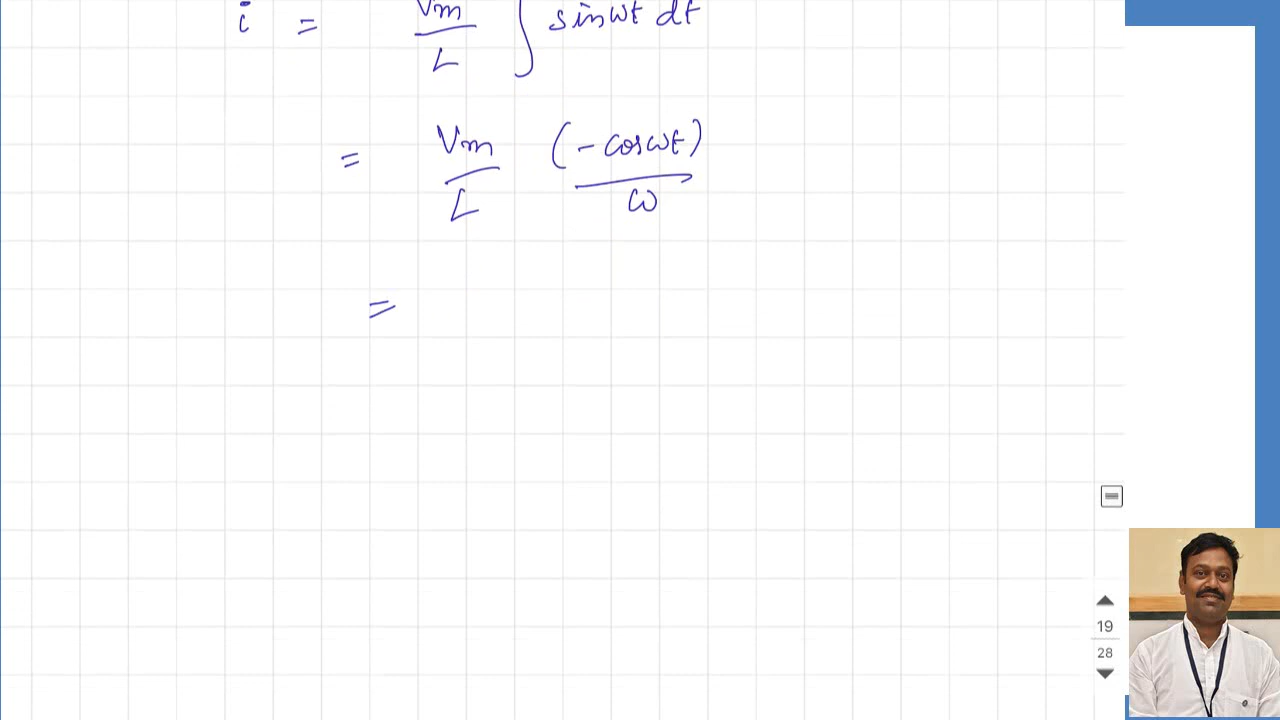 i = Vm/L ∫ sinωt dt
= Vm/L (-cosωt)/ω
=
19
28